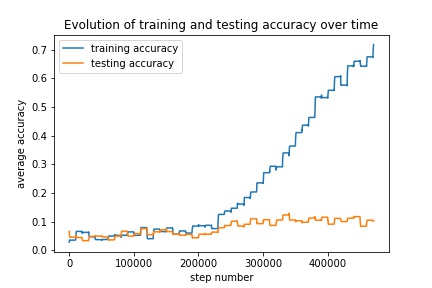 Evolution of training and testing accuracy over time
training accuracy
testing accuracy
average accuracy
0.7
0.6
0.5
0.4
0.3
0.2
0.1
0.0
0 100000 200000 300000 400000
step number